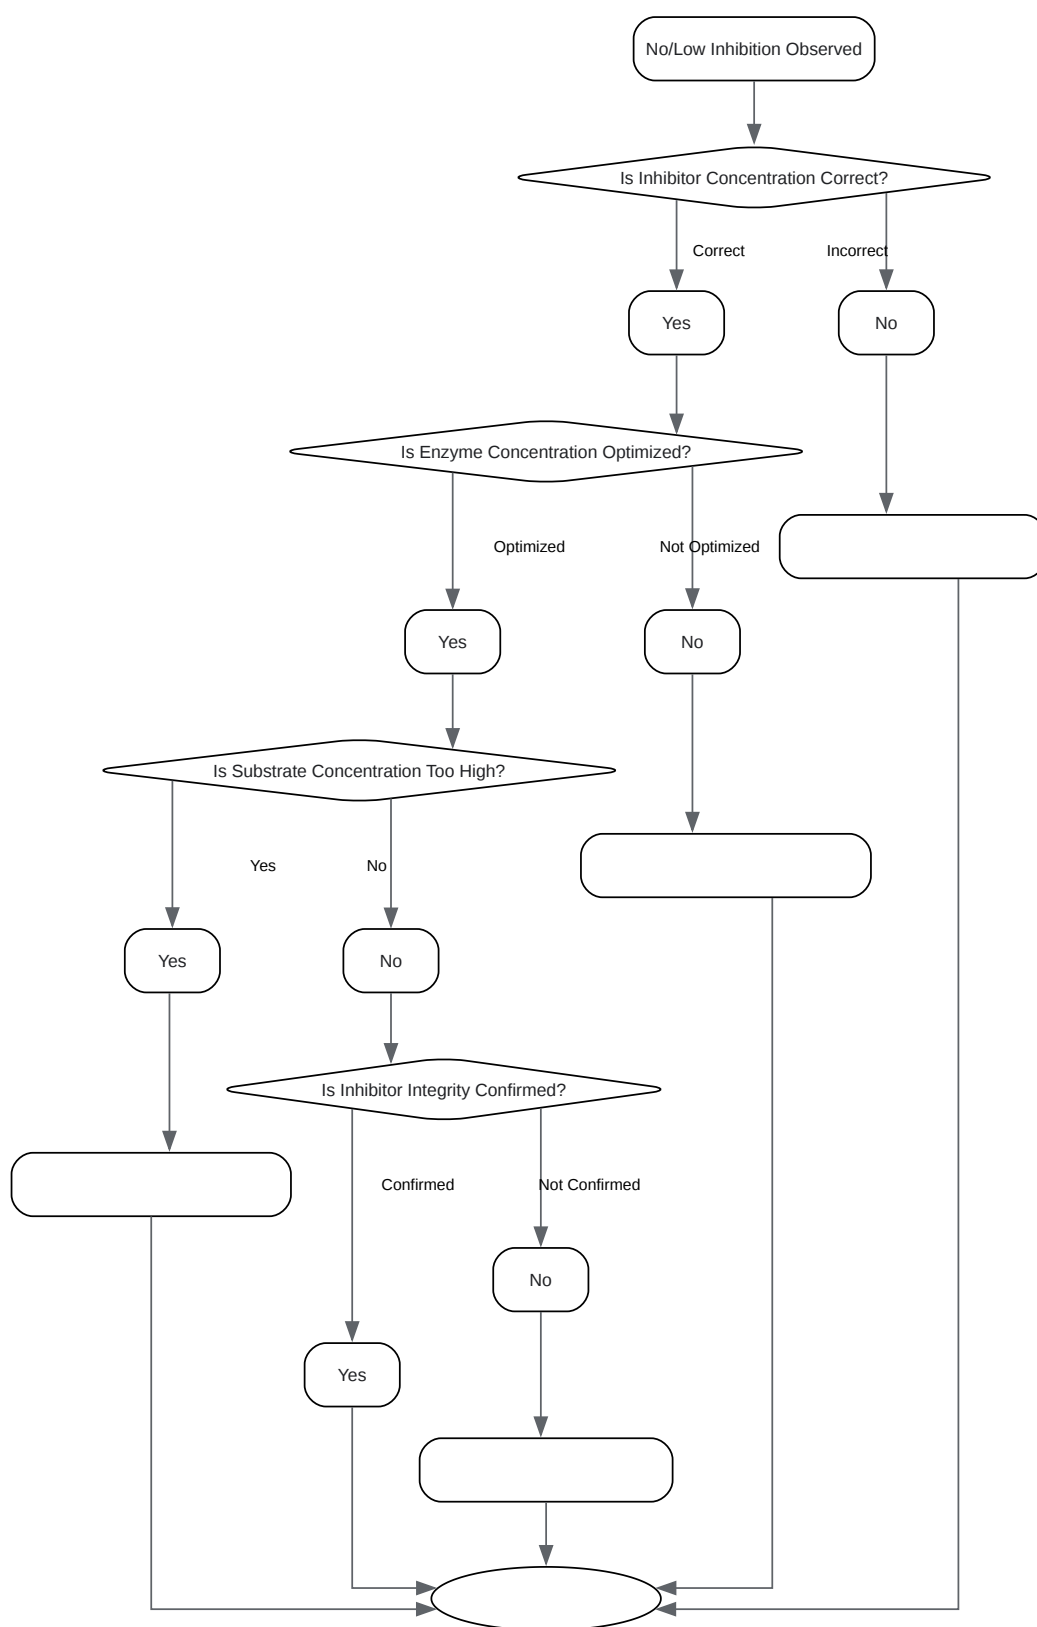 No/Low Inhibition Observed
Is Inhibitor Concentration Correct?
Correct
Incorrect
Yes
No
Is Enzyme Concentration Optimized?
Optimized
Not Optimized
Yes
No
Is Substrate Concentration Too High?
Yes
No
Yes
No
Is Inhibitor Integrity Confirmed?
Confirmed
Not Confirmed
No
Yes